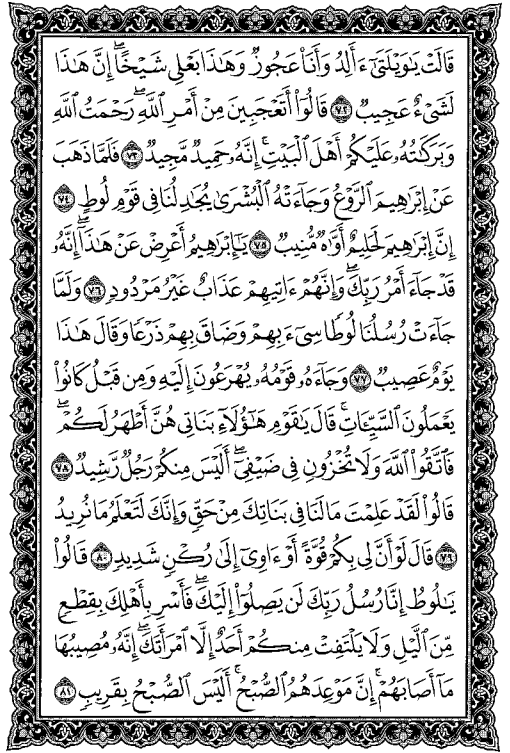 قَالَتْ يَـٰوَيْلَتَىٰٓ ءَأَلِدُ وَأَنَا۠ عَجُوزٌ وَهَـٰذَا بَعْلِى شَيْخًا ۖ إِنَّ هَـٰذَا
لَشَىْءٌ عَجِيبٌ ٧٢ قَالُوٓا۟ أَتَعْجَبِينَ مِنْ أَمْرِ ٱللَّهِ ۖ رَحْمَتُ ٱللَّهِ
وَبَرَكَـٰتُهُۥ عَلَيْكُمْ أَهْلَ ٱلْبَيْتِ ۚ إِنَّهُۥ حَمِيدٌ مَّجِيدٌ ٧٣ فَلَمَّا ذَهَبَ
عَنْ إِبْرَٰهِيمَ ٱلرَّوْعُ وَجَآءَتْهُ ٱلْبُشْرَىٰ يُجَـٰدِلُنَا فِى قَوْمِ لُوطٍ ٧٤
إِنَّ إِبْرَٰهِيمَ لَحَلِيمٌ أَوَّٰهٌ مُّنِيبٌ ٧٥ يَـٰٓإِبْرَٰهِيمُ أَعْرِضْ عَنْ هَـٰذَآ ۖ إِنَّهُۥ
قَدْ جَآءَ أَمْرُ رَبِّكَ ۖ وَإِنَّهُمْ ءَاتِيهِمْ عَذَابٌ غَيْرُ مَرْدُودٍ ٧٦ وَلَمَّا
جَآءَتْ رُسُلُنَا لُوطًا سِىٓءَ بِهِمْ وَضَاقَ بِهِمْ ذَرْعًا وَقَالَ هَـٰذَا
يَوْمٌ عَصِيبٌ ٧٧ وَجَآءَهُۥ قَوْمُهُۥ يُهْرَعُونَ إِلَيْهِ وَمِن قَبْلُ كَانُوا۟
يَعْمَلُونَ ٱلسَّيِّـَٔاتِ ۚ قَالَ يَـٰقَوْمِ هَـٰٓؤُلَآءِ بَنَاتِى هُنَّ أَطْهَرُ لَكُمْ ۖ
فَٱتَّقُوا۟ ٱللَّهَ وَلَا تُخْزُونِ فِى ضَيْفِىٓ ۖ أَلَيْسَ مِنكُمْ رَجُلٌ رَّشِيدٌ ٧٨
قَالُوا۟ لَقَدْ عَلِمْتَ مَا لَنَا فِى بَنَاتِكَ مِنْ حَقٍّ وَإِنَّكَ لَتَعْلَمُ مَا نُرِيدُ
٧٩ قَالَ لَوْ أَنَّ لِى بِكُمْ قُوَّةً أَوْ ءَاوِىٓ إِلَىٰ رُكْنٍ شَدِيدٍ ٨٠ قَالُوا۟
يَـٰلُوطُ إِنَّا رُسُلُ رَبِّكَ لَن يَصِلُوٓا۟ إِلَيْكَ ۖ فَأَسْرِ بِأَهْلِكَ بِقِطْعٍ
مِّنَ ٱلَّيْلِ وَلَا يَلْتَفِتْ مِنكُمْ أَحَدٌ إِلَّا ٱمْرَأَتَكَ ۖ إِنَّهُۥ مُصِيبُهَا
مَآ أَصَابَهُمْ ۚ إِنَّ مَوْعِدَهُمُ ٱلصُّبْحُ ۚ أَلَيْسَ ٱلصُّبْحُ بِقَرِيبٍ ٨١